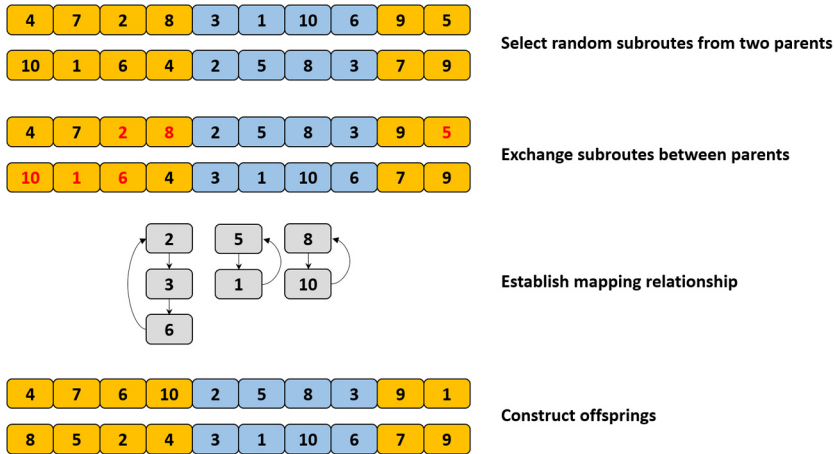 4 7 2 8 3 1 10 6 9 5
Select random subroutes from two parents
10 1 6 4 2 5 8 3 7 9
4 7 2 8 2 5 8 3 9 5
Exchange subroutes between parents
10 1 6 4 3 1 10 6 7 9
2 5 8
3 1 10
Establish mapping relationship
6
4 7 6 10 2 5 8 3 9 1
Construct offsprings
8 5 2 4 3 1 10 6 7 9